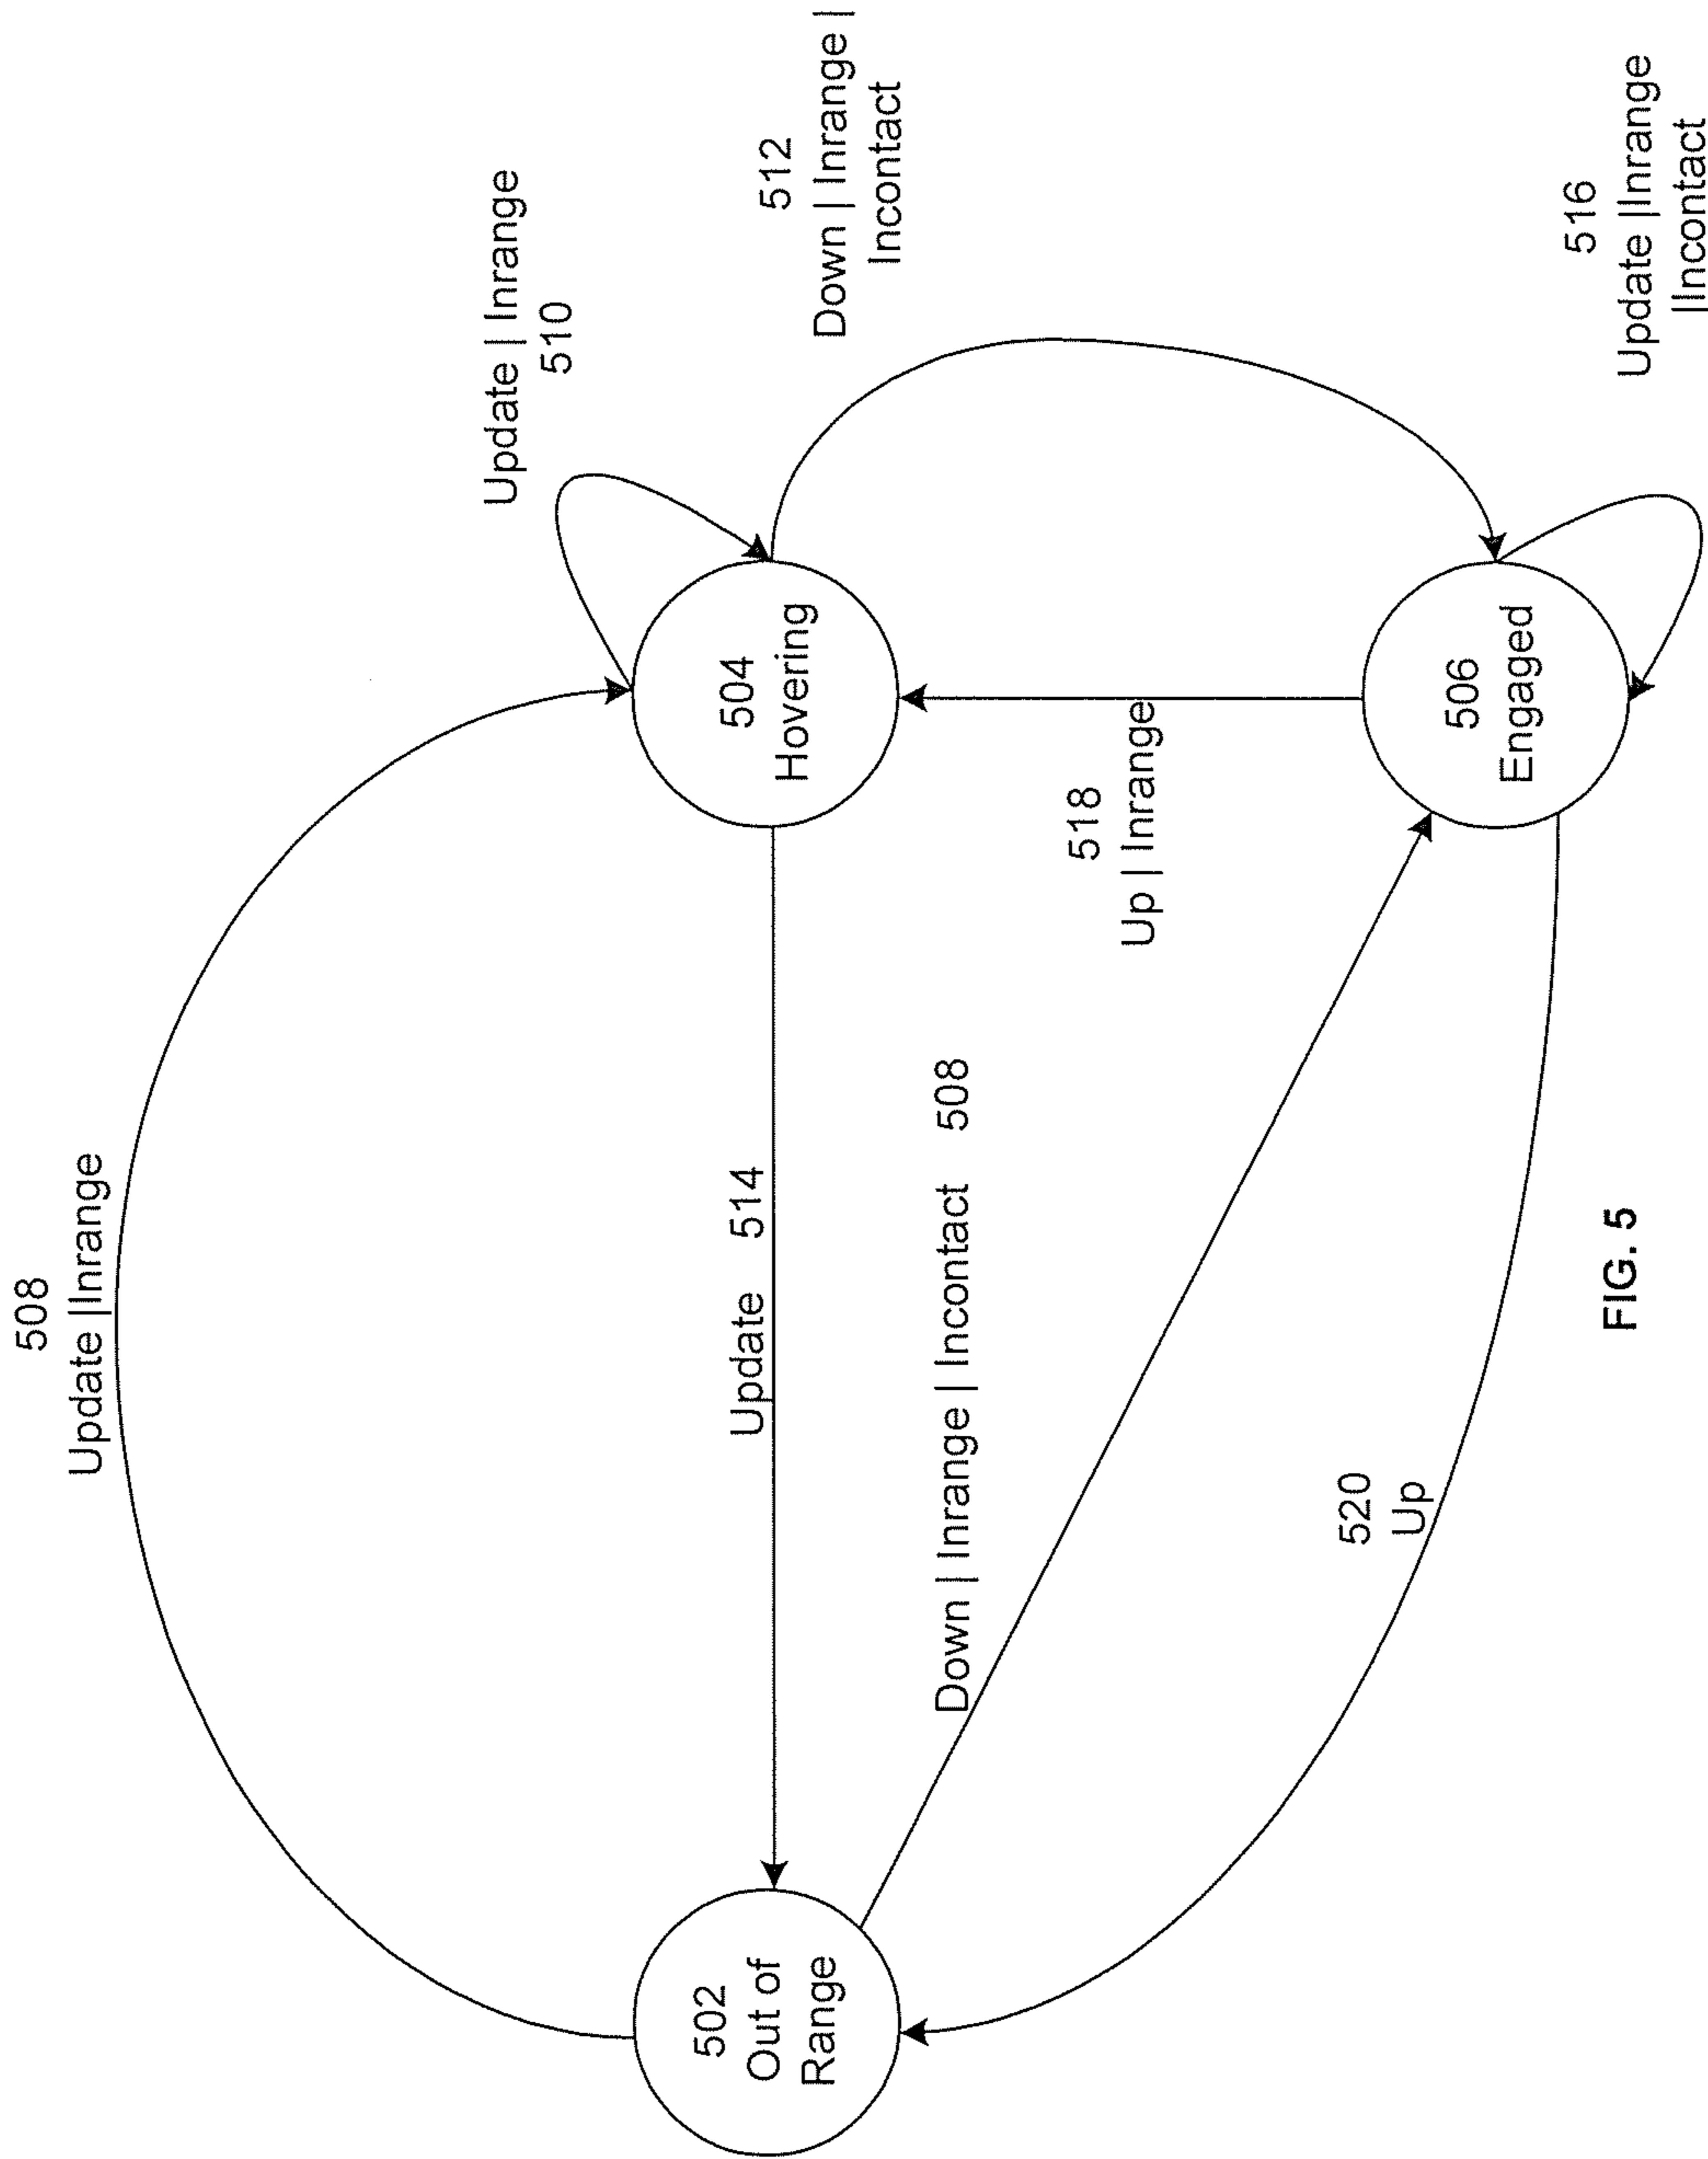 508
Update |Inrange
Update | Inrange
510
512
Down | Inrange |
Incontact
502
Out of
Range
504
Hovering
Update 514
Down | Inrange | Incontact 508
518
Up | Inrange
506
Engaged
520
Up
516
Update |Inrange
|Incontact
FIG. 5